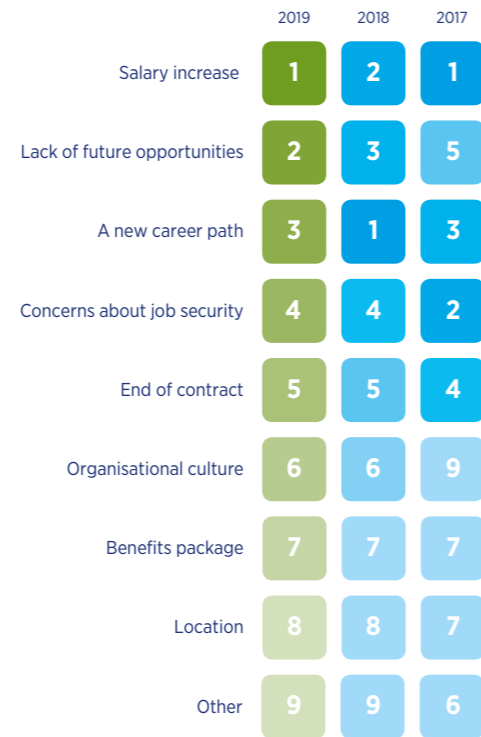 2019 2018 2017
Salary increase 1 2 1
Lack of future opportunities 2 3 5
A new career path 3 1 3
Concerns about job security 4 4 2
End of contract 5 5 4
Organisational culture 6 6 9
Benefits package 7 7 7
Location 8 8 7
Other 9 9 6